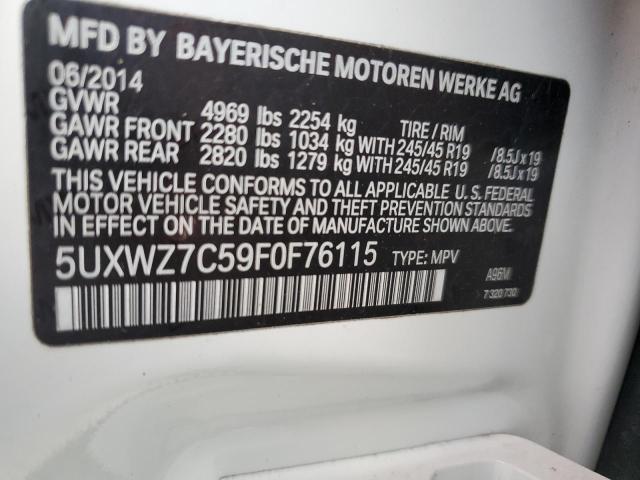 MFD BY BAYERISCHE MOTOREN WERKE AG
06/2014
GVWR 4969 lbs 2254 kg TIRE / RIM
GAWR FRONT 2280 lbs 1034 kg WITH 245/45 R19 /8.5J x 19
GAWR REAR 2820 lbs 1279 kg WITH 245/45 R19 /8.5J x 19
THIS VEHICLE CONFORMS TO ALL APPLICABLE U. S. FEDERAL
MOTOR VEHICLE SAFETY AND THEFT PREVENTION STANDARDS
IN EFFECT ON THE DATE OF MANUFACTURE SHOWN ABOVE.
5UXWZ7C59F0F76115 TYPE: MPV
A96M
7 320 730